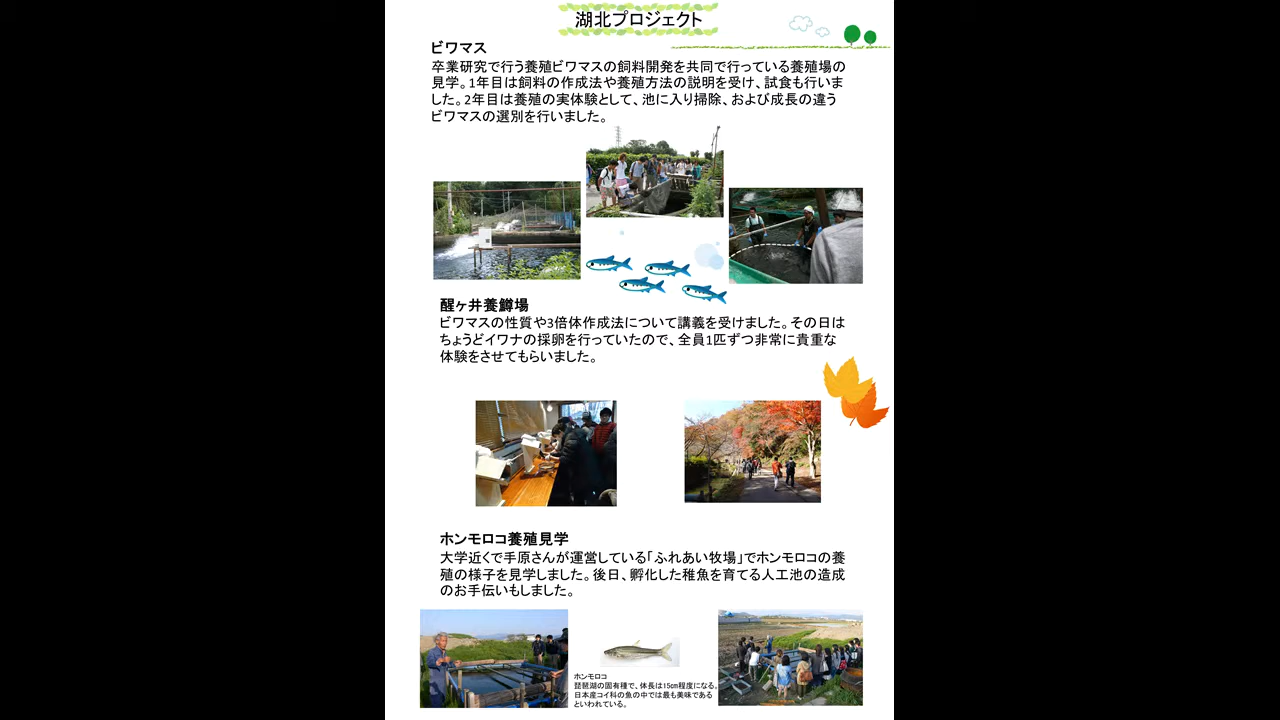 湖北プロジェクト
ビワマス
卒業研究で行う養殖ビワマスの飼料開発を共同で行っている養殖場の
見学。1年目は飼料の作成法や養殖方法の説明を受け、試食も行いま
した。2年目は養殖の実体験として、池に入り掃除、および成長の違う
ビワマスの選別を行いました。
醒ヶ井養鱒場
ビワマスの性質や3倍体作成法について講義を受けました。その日は
ちょうどイワナの採卵を行っていたので、全員1匹ずつ非常に貴重な
体験をさせてもらいました。
ホンモロコ養殖見学
大学近くで手原さんが運営している「ふれあい牧場」でホンモロコの養
殖の様子を見学しました。後日、孵化した稚魚を育てる人工池の造成
のお手伝いもしました。
ホンモロコ
琵琶湖の固有種で、体長は15cm程度になる。
日本産コイ科の魚の中では最も美味である
といわれている。